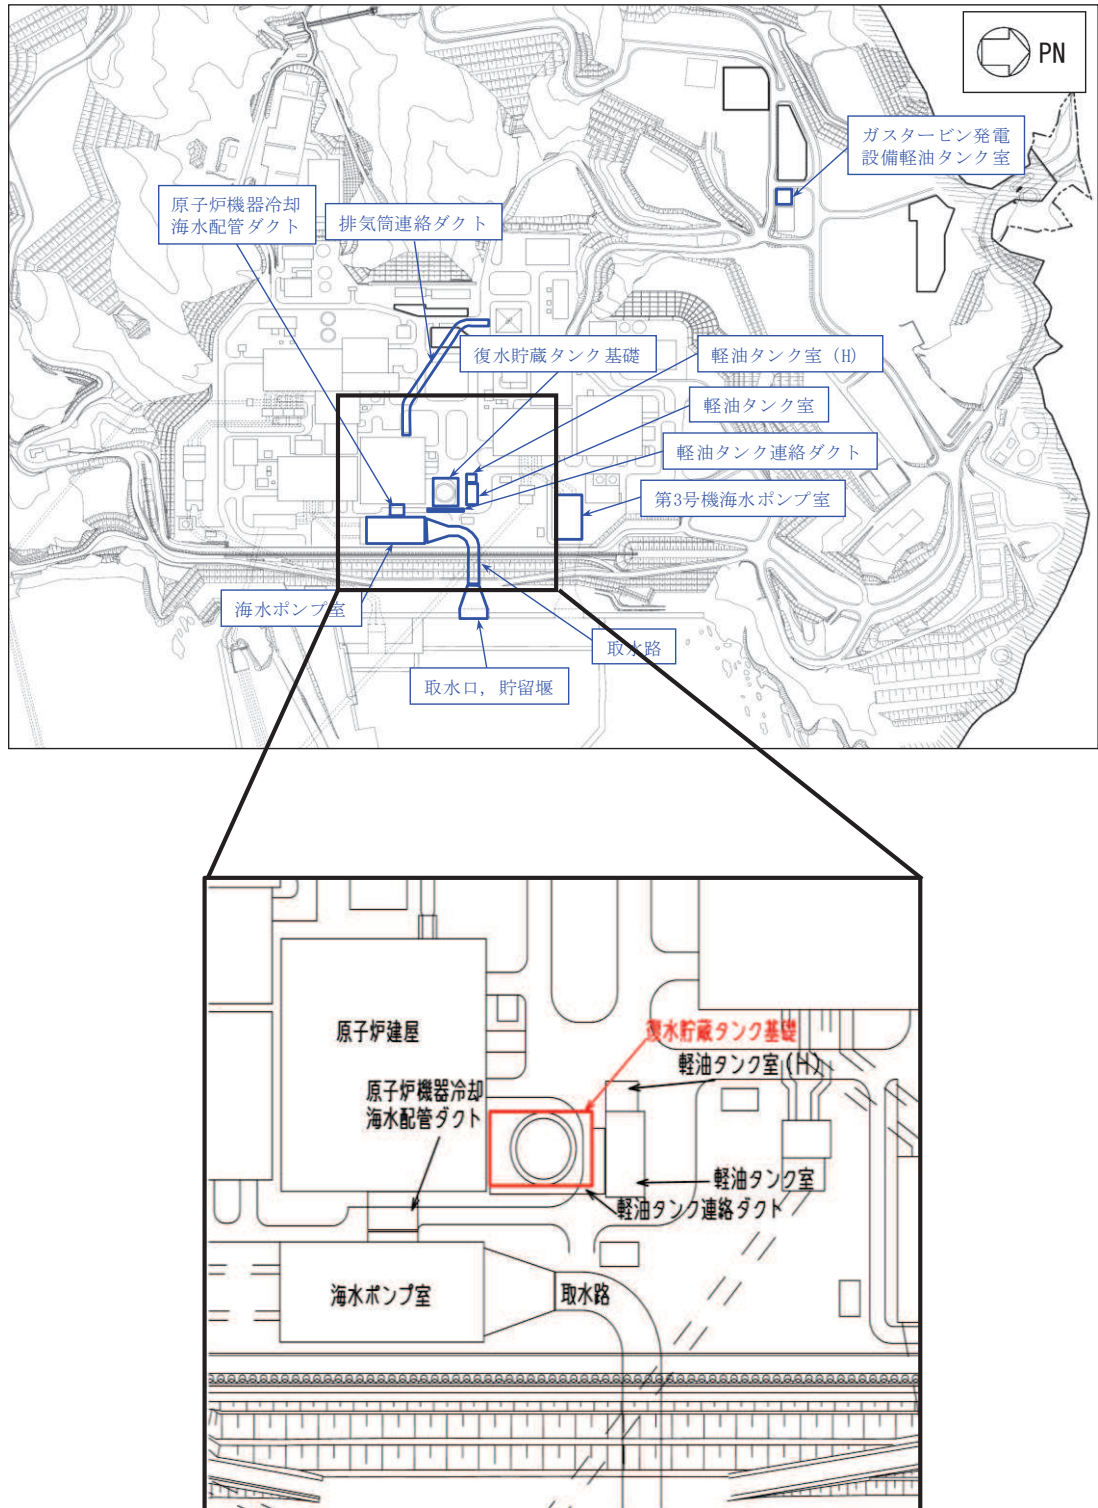 PN
ガスタービン発電
設備軽油タンク室
原子炉機器冷却
海水配管ダクト
排気筒連絡ダクト
復水貯蔵タンク基礎
軽油タンク室 (H)
軽油タンク室
軽油タンク連絡ダクト
第3号機海水ポンプ室
海水ポンプ室
取水路
取水口, 貯留堰
復水貯蔵タンク基礎
原子炉建屋
軽油タンク室(H)
原子炉機器冷却
海水配管ダクト
軽油タンク室
軽油タンク連絡ダクト
海水ポンプ室
取水路